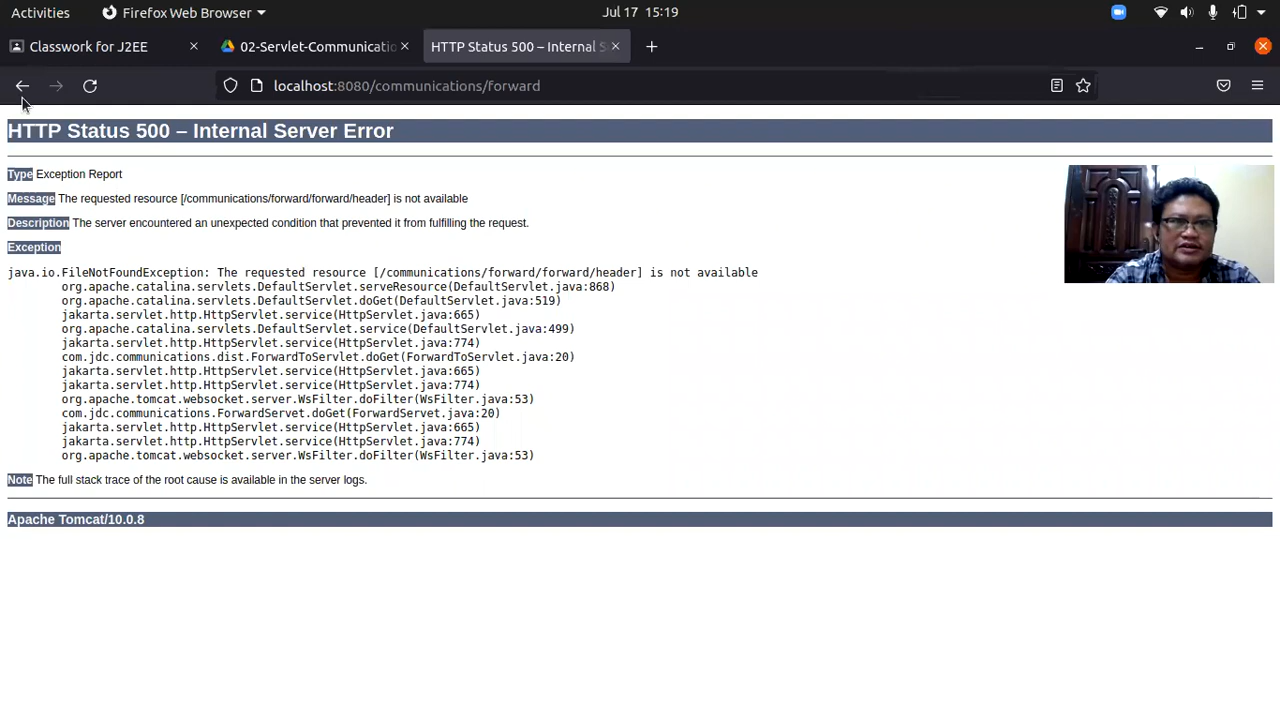 Activities
Firefox Web Browser
Jul 17 15:19
Classwork for J2EE
02-Servlet-Communicatio
HTTP Status 500 – Internal S
localhost:8080/communications/forward
HTTP Status 500 – Internal Server Error
Type Exception Report
Message The requested resource [/communications/forward/forward/header] is not available
Description The server encountered an unexpected condition that prevented it from fulfilling the request.
Exception
java.io.FileNotFoundException: The requested resource [/communications/forward/forward/header] is not available
org.apache.catalina.servlets.DefaultServlet.serveResource(DefaultServlet.java:868)
org.apache.catalina.servlets.DefaultServlet.doGet(DefaultServlet.java:519)
jakarta.servlet.http.HttpServlet.service(HttpServlet.java:665)
org.apache.catalina.servlets.DefaultServlet.service(DefaultServlet.java:499)
jakarta.servlet.http.HttpServlet.service(HttpServlet.java:774)
com.jdc.communications.dist.ForwardToServlet.doGet(ForwardToServlet.java:20)
jakarta.servlet.http.HttpServlet.service(HttpServlet.java:665)
jakarta.servlet.http.HttpServlet.service(HttpServlet.java:774)
org.apache.tomcat.websocket.server.WsFilter.doFilter(WsFilter.java:53)
com.jdc.communications.ForwardServet.doGet(ForwardServet.java:20)
jakarta.servlet.http.HttpServlet.service(HttpServlet.java:665)
jakarta.servlet.http.HttpServlet.service(HttpServlet.java:774)
org.apache.tomcat.websocket.server.WsFilter.doFilter(WsFilter.java:53)
Note The full stack trace of the root cause is available in the server logs.
Apache Tomcat/10.0.8